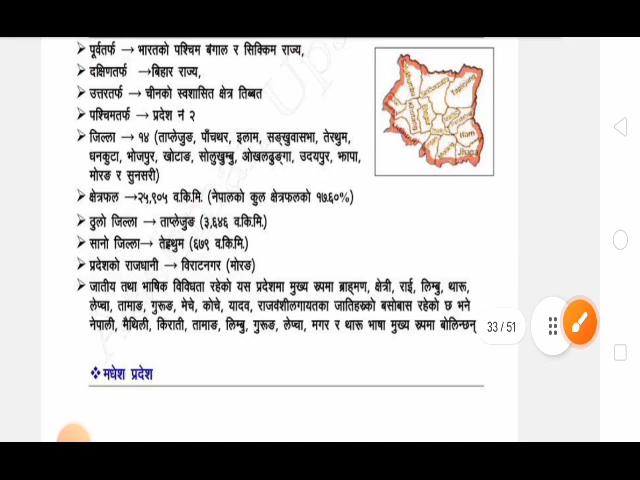 ➤ पूर्वतर्फ → भारतको पश्चिम बंगाल र सिक्किम राज्य,
➤ दक्षिणतर्फ →बिहार राज्य,
➤ उत्तरतर्फ → चीनको स्वशासित क्षेत्र तिब्बत
➤ पश्चिमतर्फ → प्रदेश नं २
➤ जिल्ला → १४ (ताप्लेजुङ, पाँचथर, इलाम, सङ्खुवासभा, तेरथुम,
धनकुटा, भोजपुर, खोटाङ, सोलुखुम्बु, ओखलढुङ्गा, उदयपुर, झापा,
मोरङ र सुनसरी)
➤ क्षेत्रफल →२५,९०५ व.कि.मि. (नेपालको कुल क्षेत्रफलको १७.६०%)
➤ ठुलो जिल्ला → ताप्लेजुङ (३,६४६ व.कि.मि.)
➤ सानो जिल्ला→ तेह्रथुम (६७९ व.कि.मि.)
➤ प्रदेशको राजधानी → विराटनगर (मोरङ)
➤ जातीय तथा भाषिक विविधता रहेको यस प्रदेशमा मुख्य रूपमा ब्राह्मण, क्षेत्री, राई, लिम्बु, थारू,
लेप्चा, तामाङ, गुरूङ, मेचे, कोचे, यादव, राजवंशीलगायतका जातिहरूको बसोबास रहेको छ भने
नेपाली, मैथिली, किराती, तामाङ, लिम्बु, गुरूङ, लेप्चा, मगर र थारू भाषा मुख्य रूपमा बोलिन्छन्
33 / 51
❖ मधेश प्रदेश
Taplejung
Ilam
Jhapa